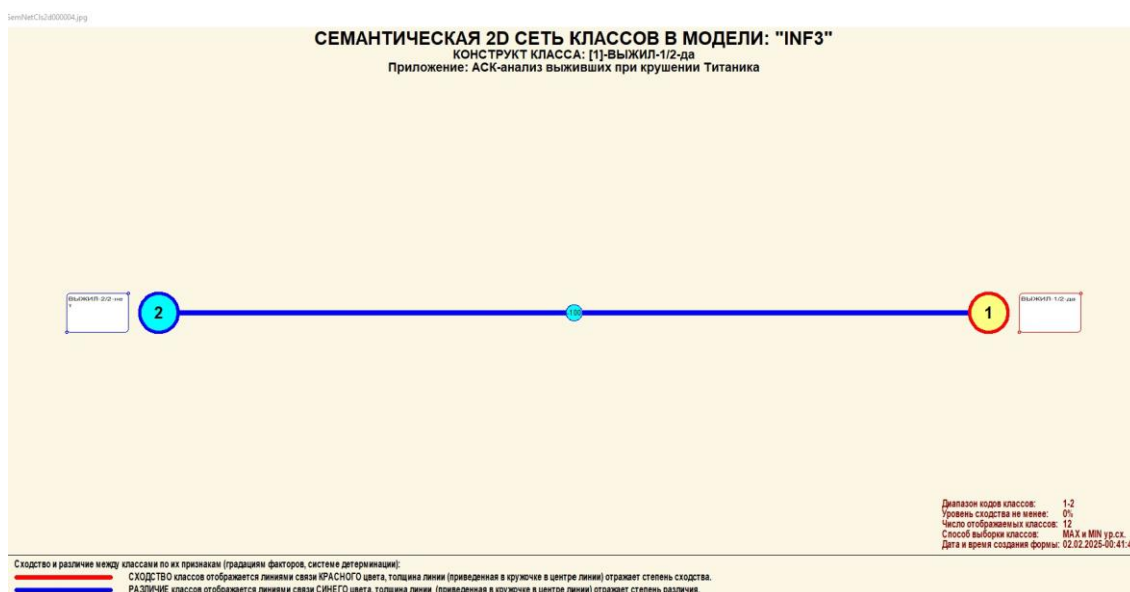 SemNetCls2d000004.jpg
СЕМАНТИЧЕСКАЯ 2D СЕТЬ КЛАССОВ В МОДЕЛИ: "INF3"
КОНСТРУКТ КЛАССА: [1]-ВЫЖИЛ-1/2-да
Приложение: АСК-анализ выживших при крушении Титаника
ВЫЖИЛ-2/2-не
т
2
-100
1
ВЫЖИЛ-1/2-да
Диапазон кодов классов: 1-2
Уровень сходства не менее: 0%
Число отображаемых классов: 12
Способ выборки классов: MAX и MIN ур.сх.
Дата и время создания формы: 02.02.2025-00:41:4
Сходство и различие между классами по их признакам (градациям факторов, системе детерминации):
СХОДСТВО классов отображается линиями связи КРАСНОГО цвета, толщина линии (приведенная в кружочке в центре линии) отражает степень сходства.
РАЗЛИЧИЕ классов отображается линиями связи СИНЕГО цвета, толщина линии (приведенная в кружочке в центре линии) отражает степень различия.